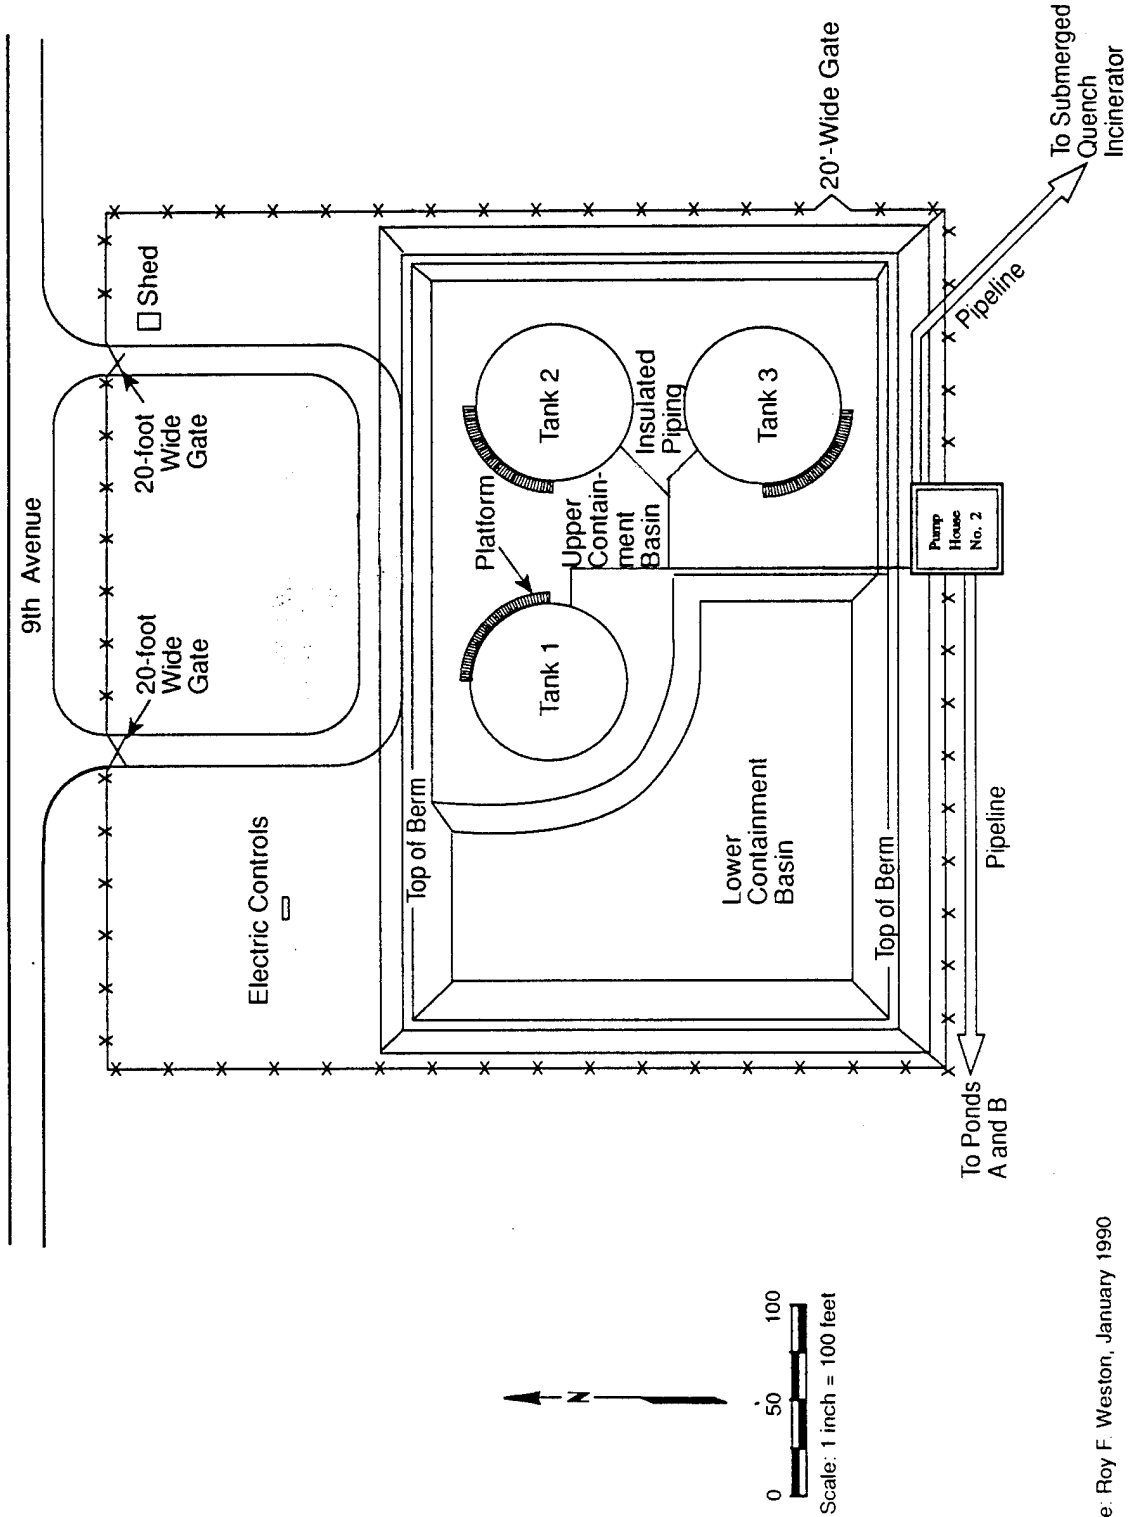 9th Avenue
20-foot
Wide
Gate
20-foot
Wide
Gate
Shed
Electric Controls
Top of Berm
Platform
Tank 1
Tank 2
Upper
Contain-
ment
Basin
Insulated
Piping
Tank 3
Lower
Containment
Basin
Top of Berm
20'-Wide Gate
Pump
House
No. 2
Pipeline
Pipeline
To Submerged
Quench
Incinerator
To Ponds
A and B
N
0 50 100
Scale: 1 inch = 100 feet
e: Roy F. Weston, January 1990